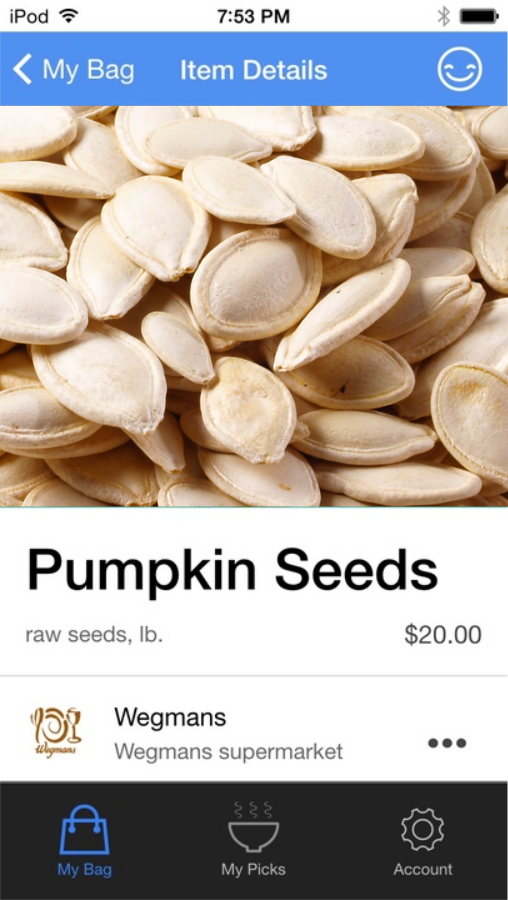 iPod 7:53 PM
My Bag Item Details
Pumpkin Seeds
raw seeds, lb. $20.00
Wegmans
Wegmans
Wegmans supermarket
My Bag My Picks Account